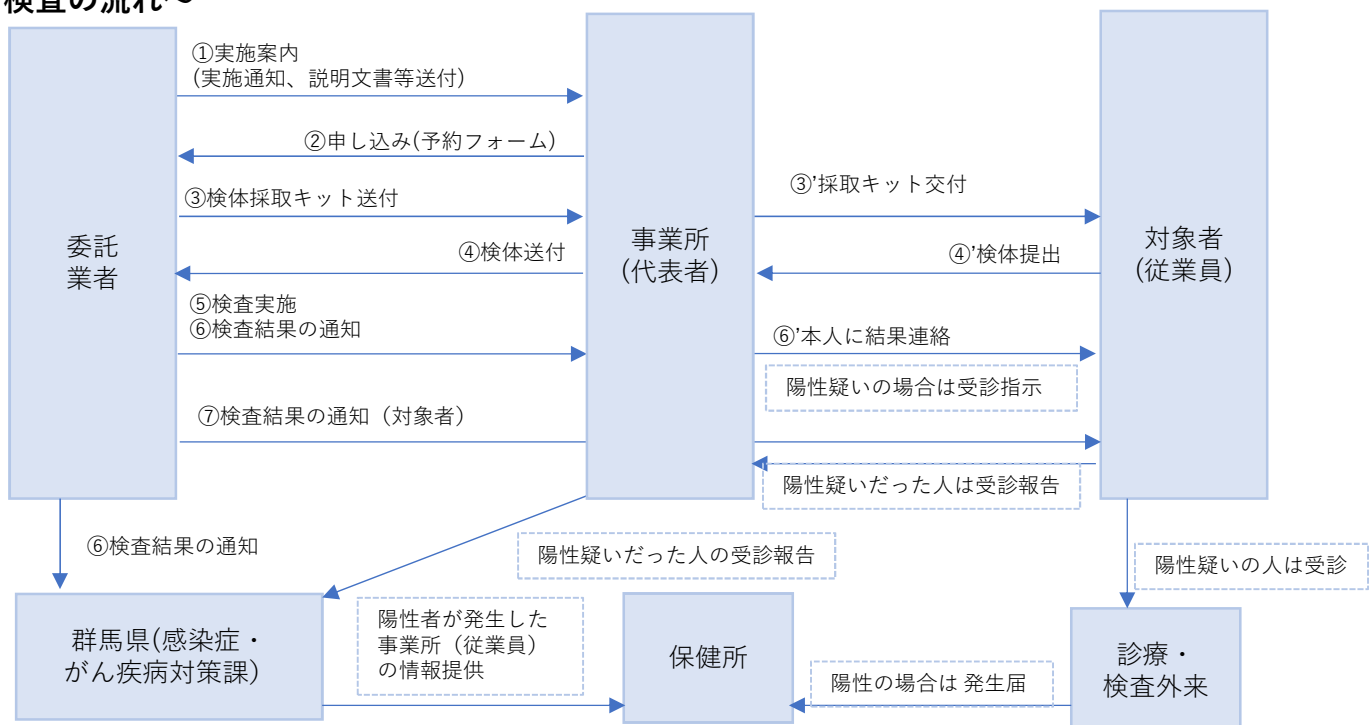 検査の流れ～
①実施案内
(実施通知、説明文書等送付)
②申し込み(予約フォーム)
③検体採取キット送付
③’採取キット交付
委託
業者
事業所
(代表者)
対象者
(従業員)
④検体送付
④’検体提出
⑤検査実施
⑥検査結果の通知
⑥’本人に結果連絡
陽性疑いの場合は受診指示
⑦検査結果の通知（対象者）
陽性疑いだった人は受診報告
⑥検査結果の通知
陽性疑いだった人の受診報告
陽性疑いの人は受診
群馬県(感染症・
がん疾病対策課)
陽性者が発生した
事業所（従業員）
の情報提供
保健所
陽性の場合は 発生届
診療・
検査外来